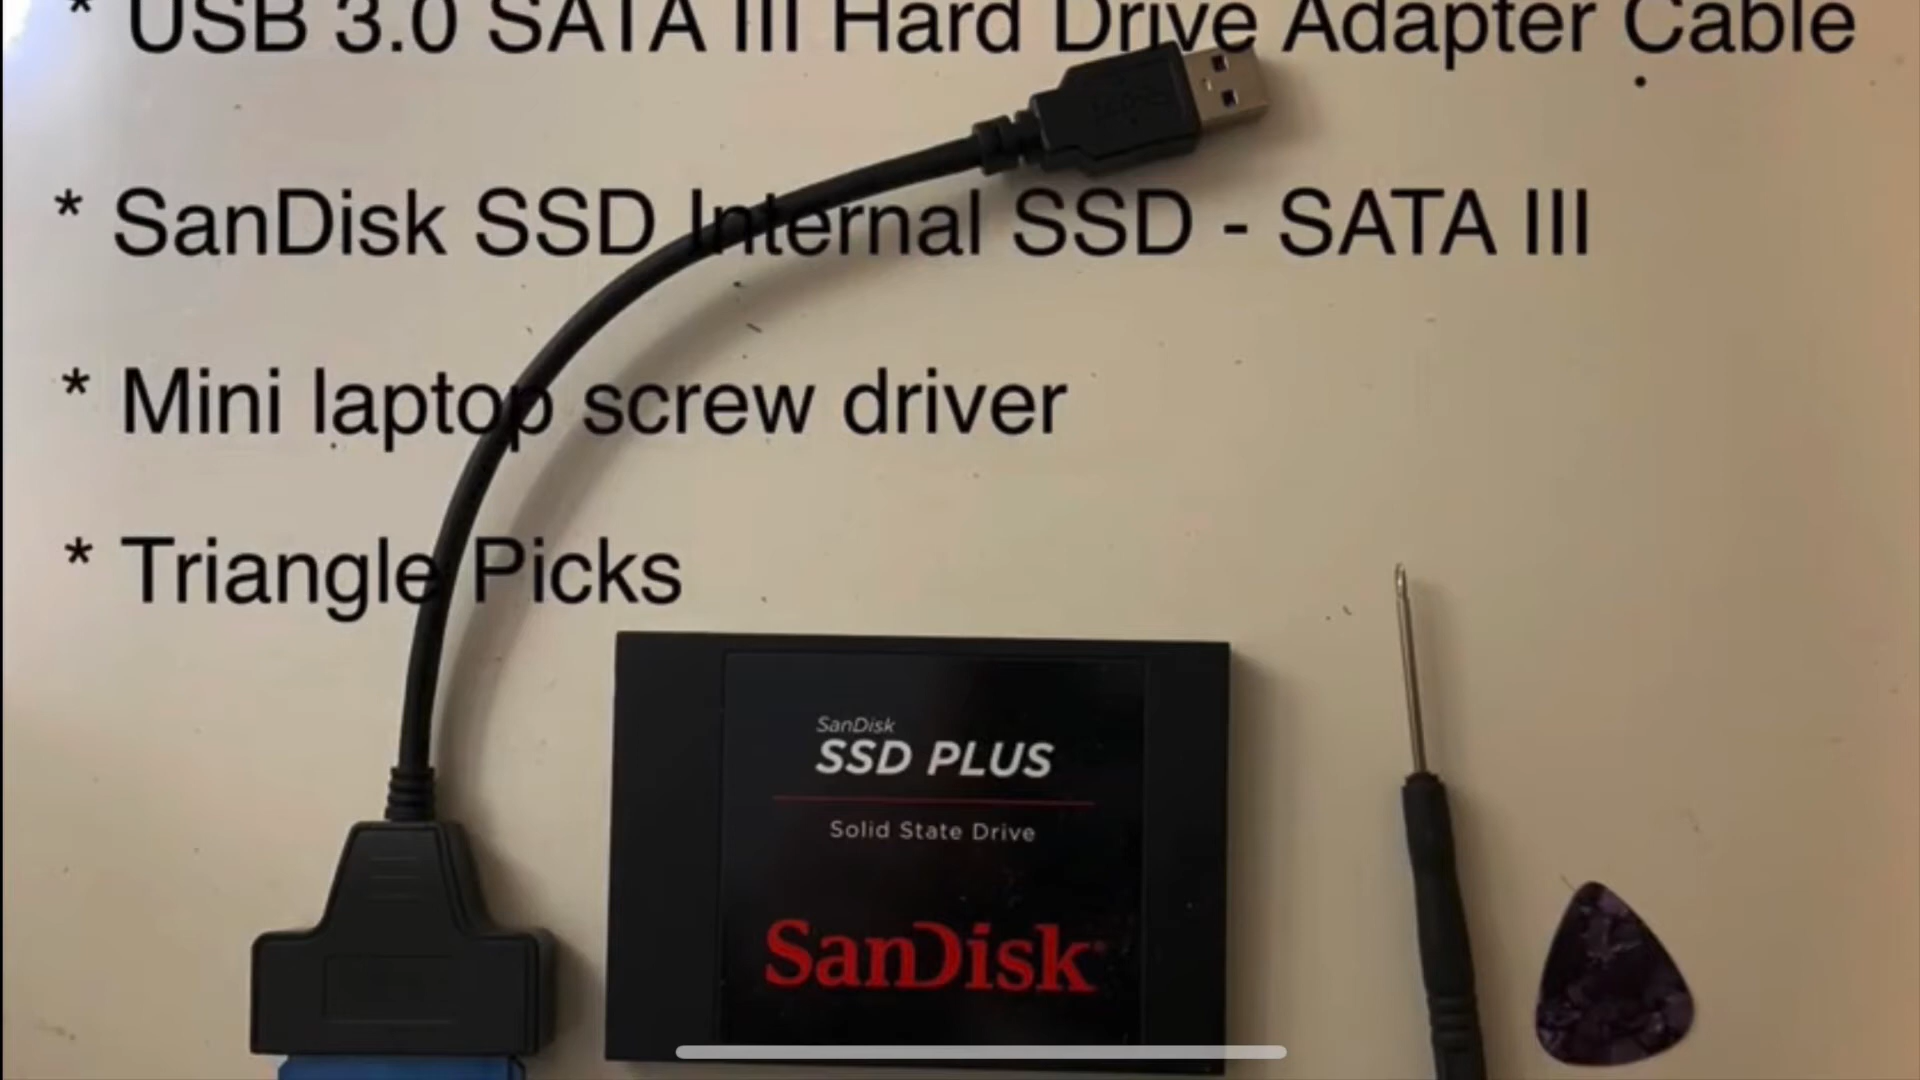 * USB 3.0 SATA III Hard Drive Adapter Cable
* SanDisk SSD Internal SSD - SATA III
* Mini laptop screw driver
* Triangle Picks
SanDisk
SSD PLUS
Solid State Drive
SanDisk